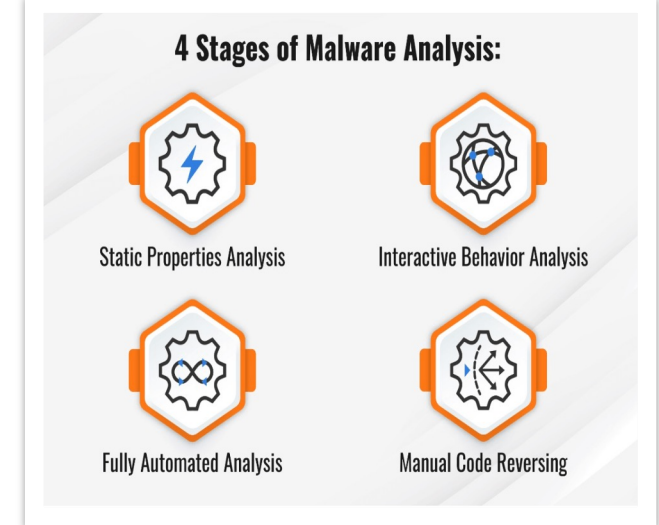 4 Stages of Malware Analysis:
Static Properties Analysis
Interactive Behavior Analysis
Fully Automated Analysis
Manual Code Reversing